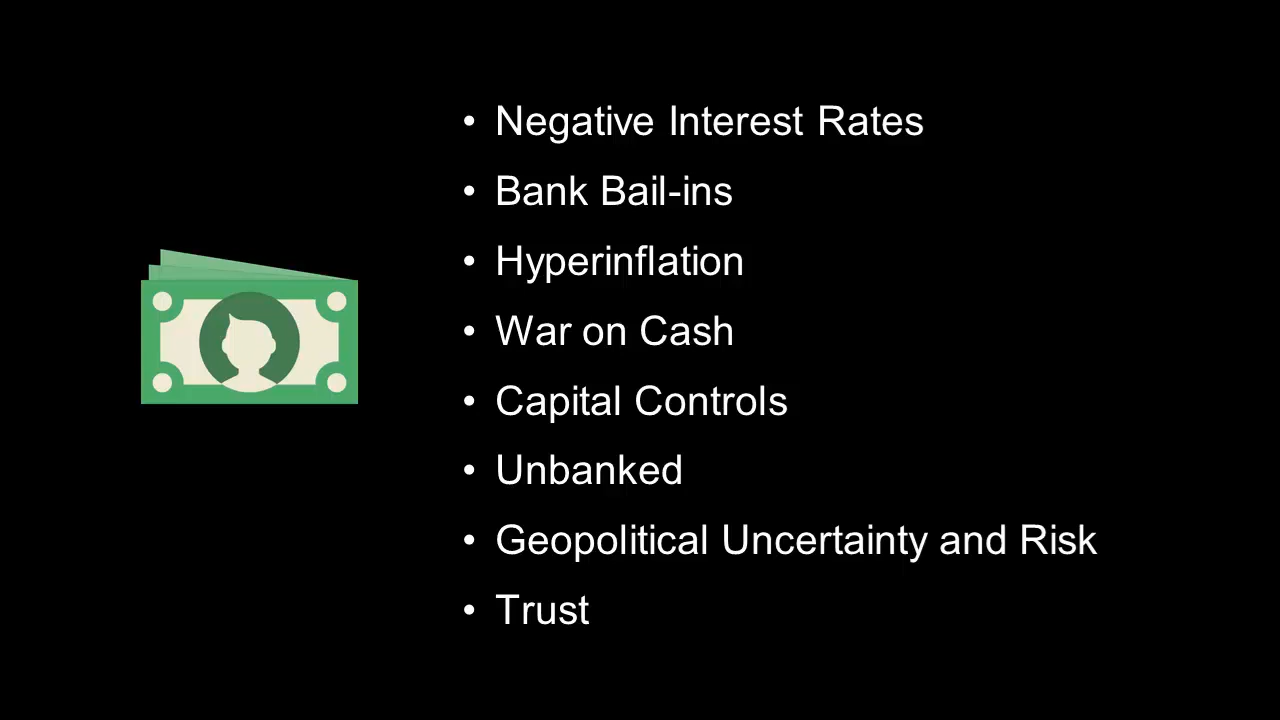 • Negative Interest Rates
• Bank Bail-ins
• Hyperinflation
• War on Cash
• Capital Controls
• Unbanked
• Geopolitical Uncertainty and Risk
• Trust